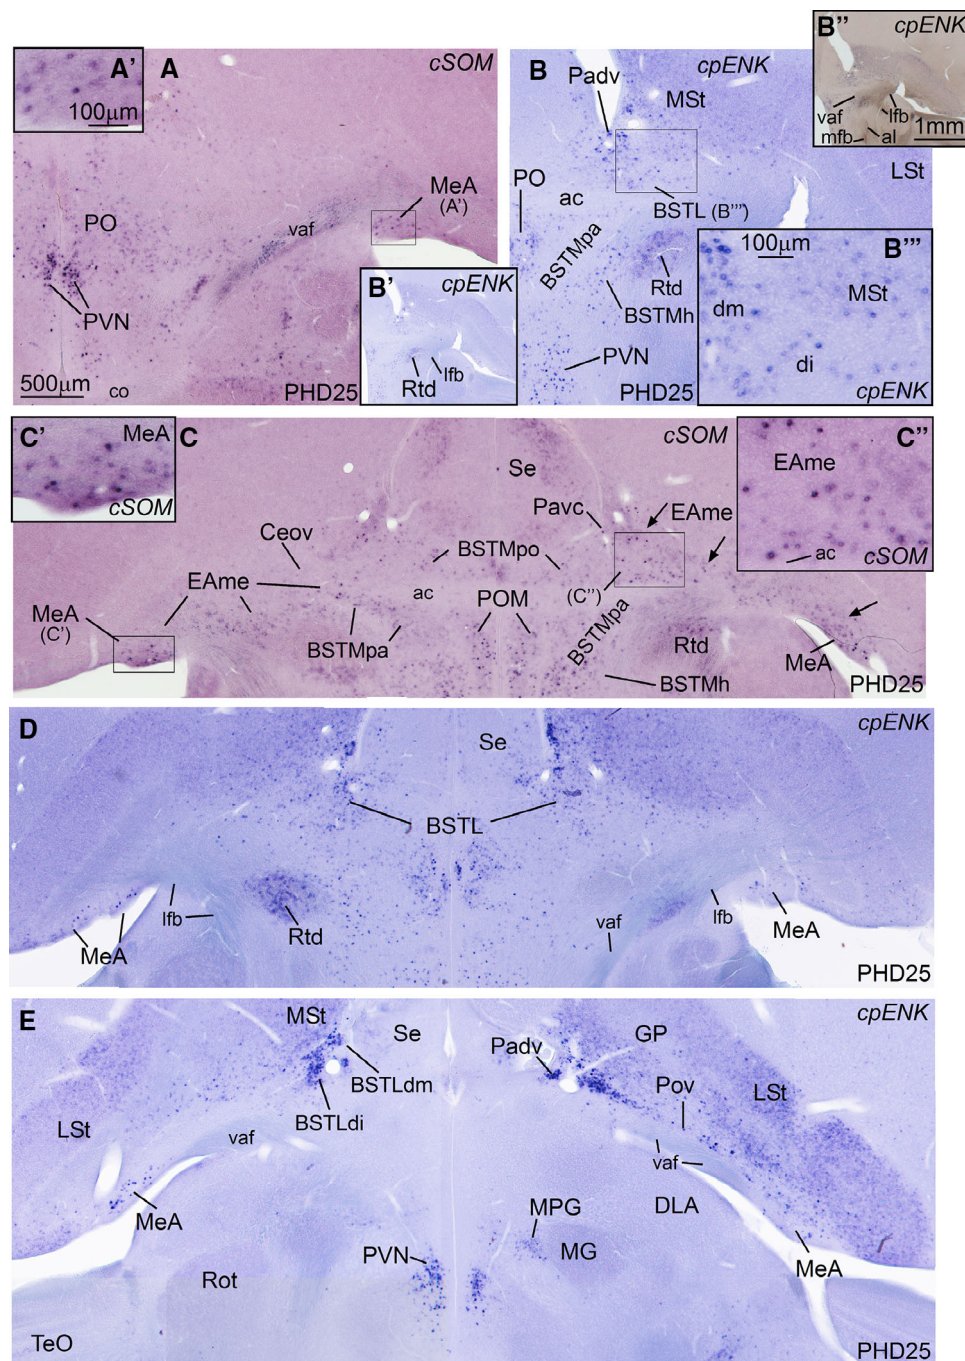 A'
100µm
A
cSOM
PO
MeA
(A')
vaf
PVN
500µm
co
PHD25
B'
cpENK
Rtd
lfb
B
Padv
cpENK
MSt
B''
cpENK
vaf
lfb
mfb
al
1mm
LSt
PO
ac
BSTL (B''')
BSTMpa
Rtd
BSTMh
PVN
PHD25
100µm
B'''
MSt
dm
di
cpENK
C'
MeA
cSOM
C
cSOM
Se
Pavc
EAme
C''
EAme
ac
cSOM
Ceov
BSTMpo
EAme
ac
(C'')
MeA
(C')
POM
BSTMpa
BSTMpa
Rtd
MeA
BSTMh
PHD25
D
cpENK
Se
BSTL
lfb
Rtd
vaf
lfb
MeA
MeA
PHD25
E
cpENK
MSt
Se
GP
Padv
BSTLdm
Pov
LSt
BSTLdi
LSt
vaf
vaf
MeA
DLA
MPG
PVN
MG
MeA
Rot
TeO
PHD25